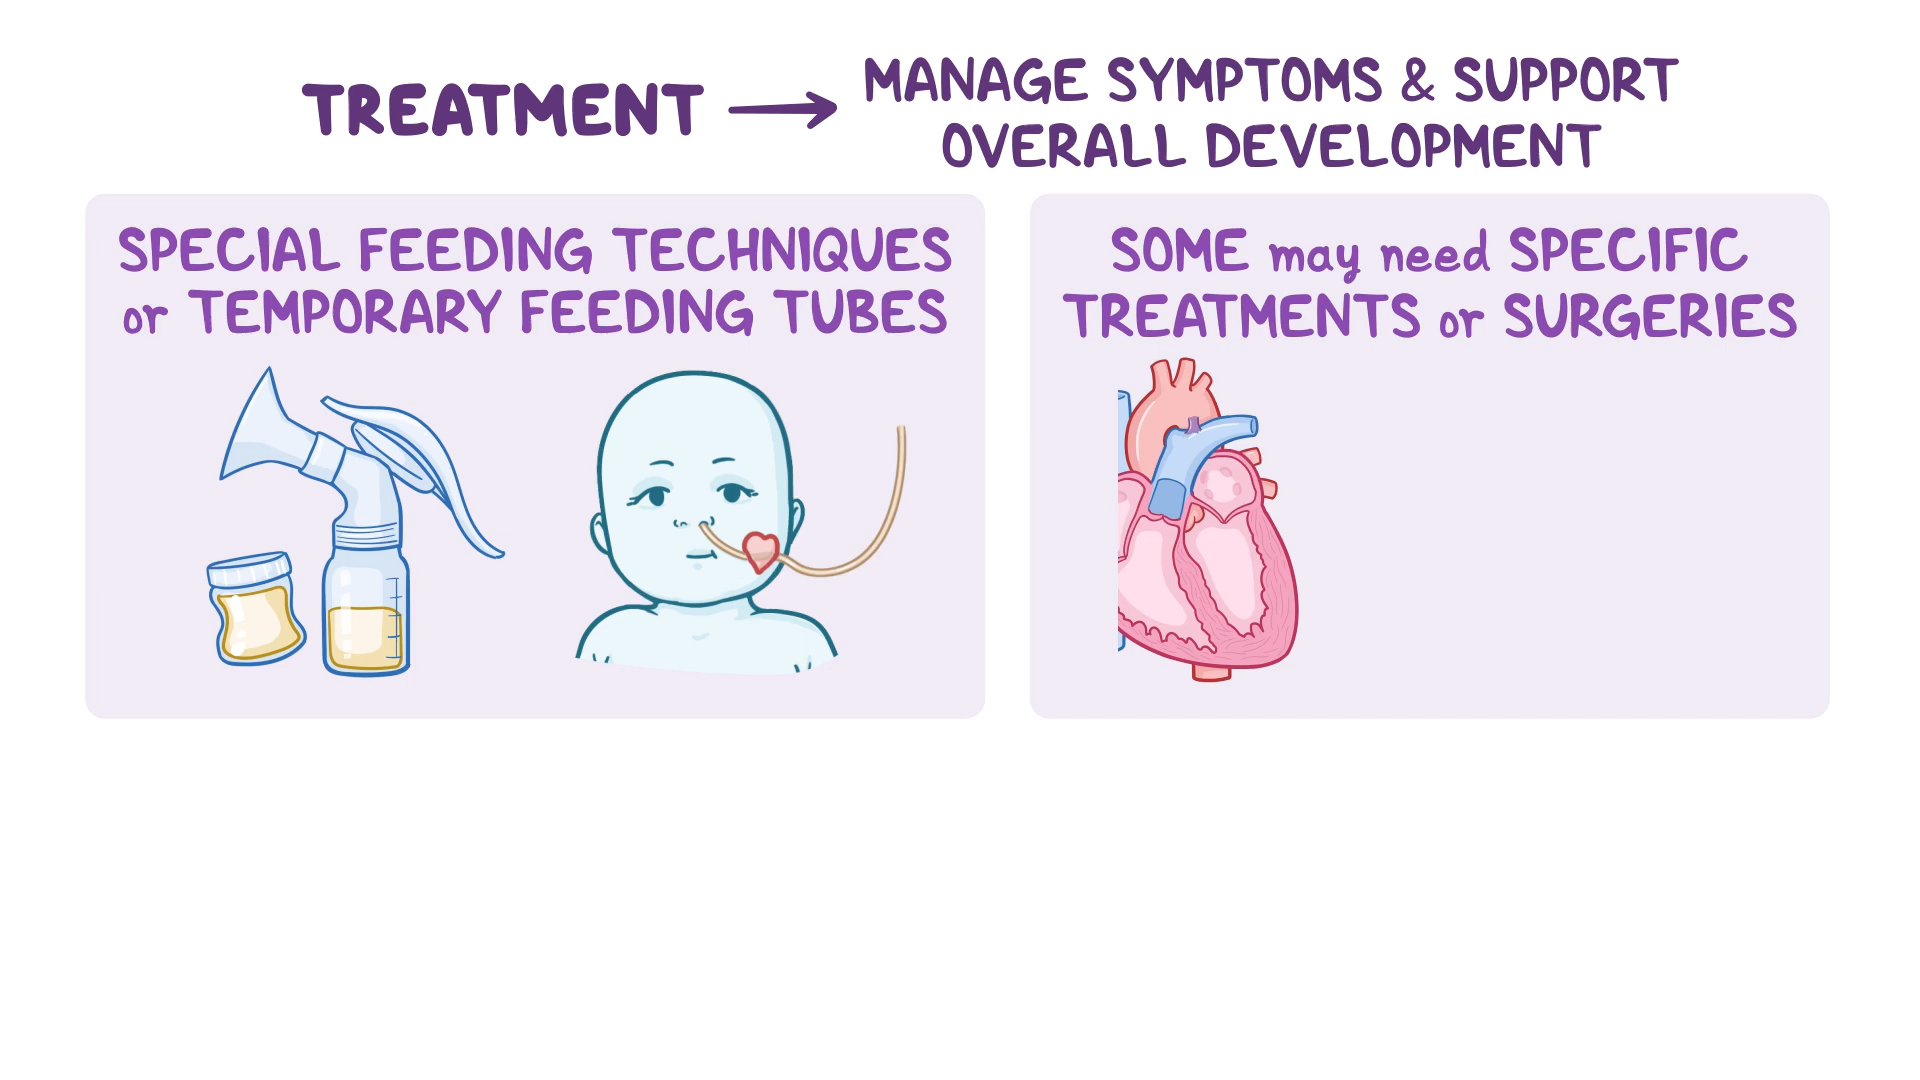 TREATMENT → MANAGE SYMPTOMS & SUPPORT
OVERALL DEVELOPMENT
SPECIAL FEEDING TECHNIQUES
or TEMPORARY FEEDING TUBES
SOME may need SPECIFIC
TREATMENTS or SURGERIES